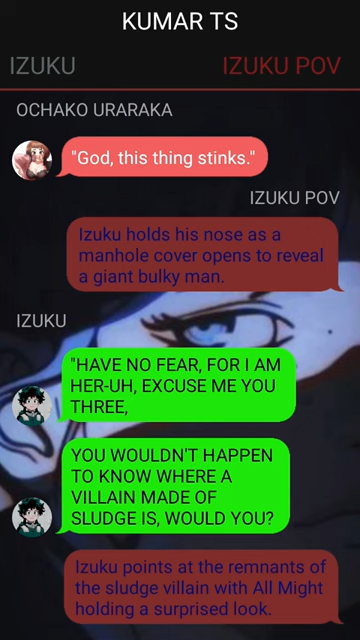 KUMAR TS
IZUKU
IZUKU POV
OCHAKO URARAKA
"God, this thing stinks."
IZUKU POV
Izuku holds his nose as a
manhole cover opens to reveal
a giant bulky man.
IZUKU
"HAVE NO FEAR, FOR I AM
HER-UH, EXCUSE ME YOU
THREE,
YOU WOULDN'T HAPPEN
TO KNOW WHERE A
VILLAIN MADE OF
SLUDGE IS, WOULD YOU?
Izuku points at the remnants of
the sludge villain with All Might
holding a surprised look.